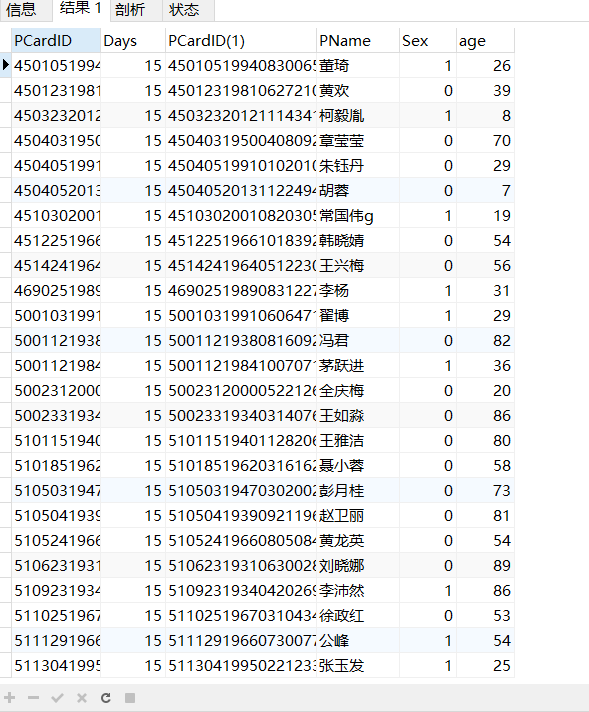 信息 结果 1 剖析 状态
PCardID Days PCardID(1) PName Sex age
4501051994 15 45010519940830065 董琦 1 26
4501231981 15 45012319810627210 黄欢 0 39
4503232012 15 45032320121114341 柯毅胤 1 8
4504031950 15 45040319500408092 章莹莹 0 70
4504051991 15 45040519910102010 朱钰丹 0 29
4504052013 15 45040520131122494 胡蓉 0 7
4510302001 15 45103020010820305 常国伟g 1 19
4512251966 15 45122519661018392 韩晓婧 0 54
4514241964 15 45142419640512230 王兴梅 0 56
4690251989 15 46902519890831227 李杨 1 31
5001031991 15 50010319910606471 翟博 1 29
5001121938 15 50011219380816092 冯君 0 82
5001121984 15 50011219841007071 茅跃进 1 36
5002312000 15 50023120000522126 全庆梅 0 20
5002331934 15 50023319340314076 王如淼 0 86
5101151940 15 51011519401128206 王雅洁 0 80
5101851962 15 51018519620316162 聂小蓉 0 58
5105031947 15 51050319470302002 彭月桂 0 73
5105041939 15 51050419390921196 赵卫丽 0 81
5105241966 15 51052419660805084 黄龙英 0 54
5106231931 15 51062319310630028 刘晓娜 0 89
5109231934 15 51092319340420269 李沛然 1 86
5110251967 15 51102519670310434 徐政红 0 53
5111291966 15 51112919660730077 公峰 1 54
5113041995 15 51130419950221233 张玉发 1 25